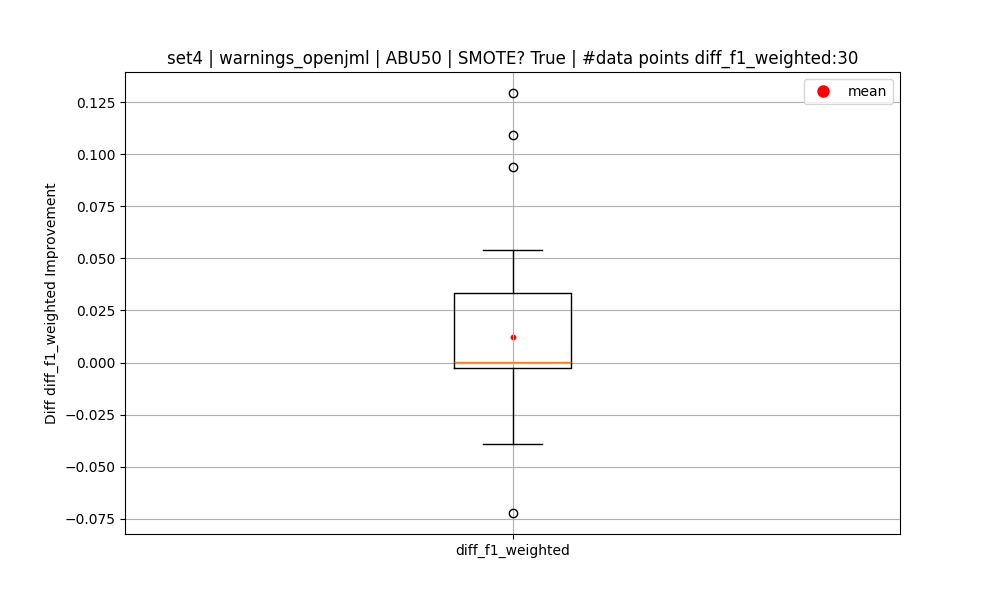 set4 | warnings_openjml | ABU50 | SMOTE? True | #data points diff_f1_weighted:30
mean
0.125
0.100
0.075
0.050
0.025
0.000
−0.025
−0.050
−0.075
Diff diff_f1_weighted Improvement
diff_f1_weighted